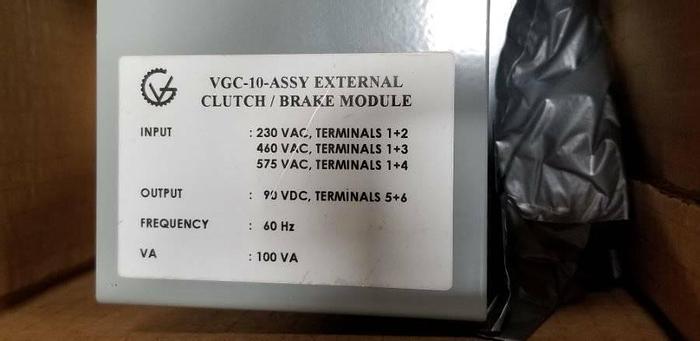 VG
VGC-10-ASSY EXTERNAL
CLUTCH / BRAKE MODULE
INPUT : 230 VAC, TERMINALS 1+2
460 VAC, TERMINALS 1+3
575 VAC, TERMINALS 1+4
OUTPUT : 90 VDC, TERMINALS 5+6
FREQUENCY : 60 Hz
VA : 100 VA